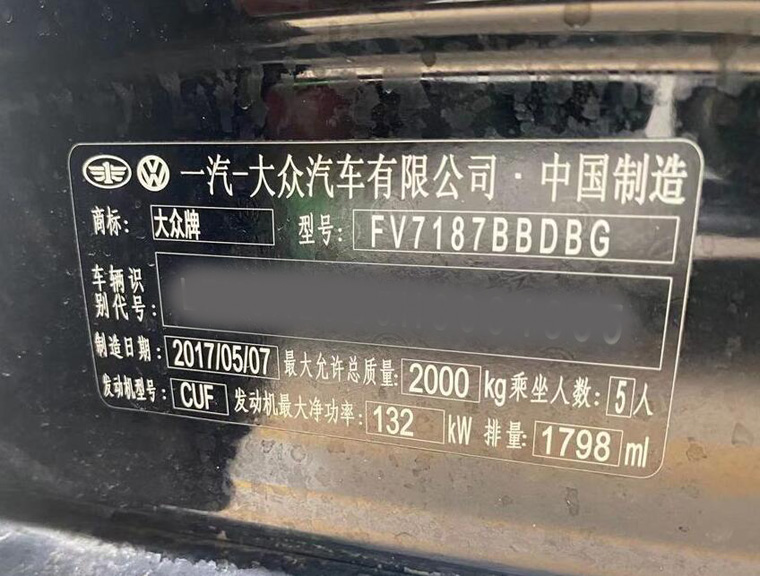 一汽-大众汽车有限公司·中国制造
商标: 大众牌 型号: FV7187BBDBG
车辆识
别代号:
制造日期: 2017/05/07 最大允许总质量: 2000 kg 乘坐人数: 5 人
发动机型号: CUF 发动机最大净功率: 132 kW 排量: 1798 ml